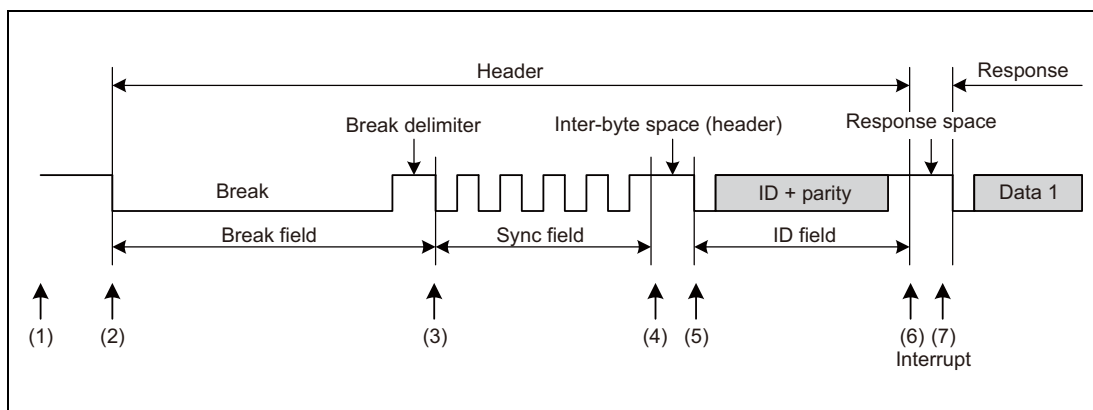 Header
Response
Break delimiter
Inter-byte space (header)
Response space
Break
ID + parity
Data 1
Break field
Sync field
ID field
(1)
(2)
(3)
(4)
(5)
(6)
(7)
Interrupt